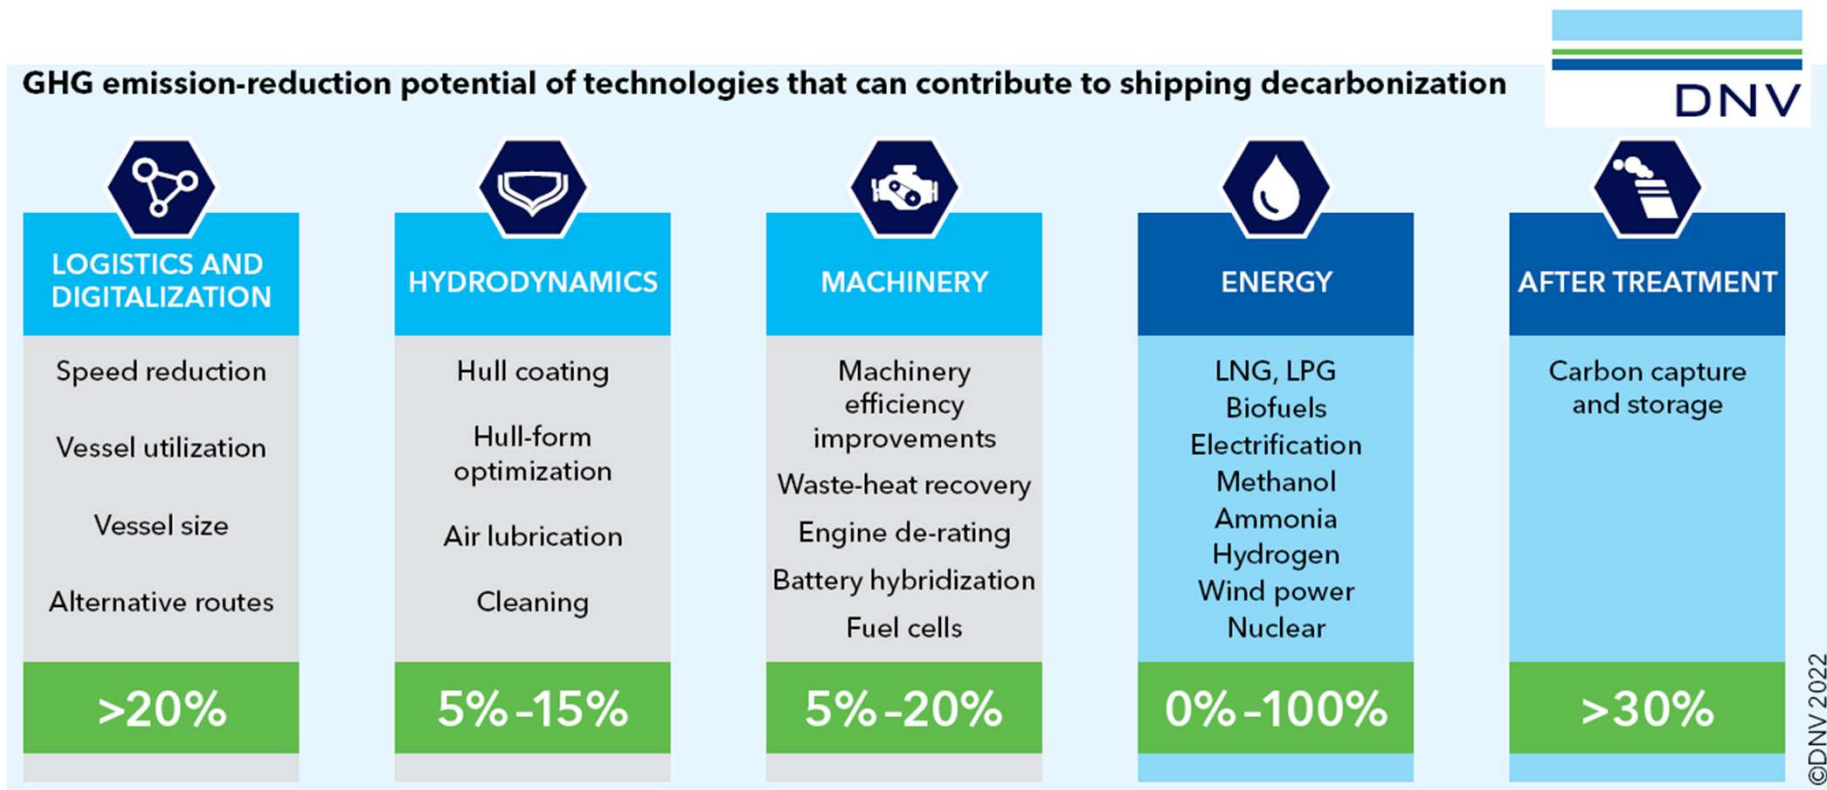 DNV
GHG emission-reduction potential of technologies that can contribute to shipping decarbonization
LOGISTICS AND
DIGITALIZATION
Speed reduction
Vessel utilization
Vessel size
Alternative routes
>20%
HYDRODYNAMICS
Hull coating
Hull-form
optimization
Air lubrication
Cleaning
5%-15%
MACHINERY
Machinery
efficiency
improvements
Waste-heat recovery
Engine de-rating
Battery hybridization
Fuel cells
5%-20%
ENERGY
LNG, LPG
Biofuels
Electrification
Methanol
Ammonia
Hydrogen
Wind power
Nuclear
0%-100%
AFTER TREATMENT
Carbon capture
and storage
>30%
©DNV 2022